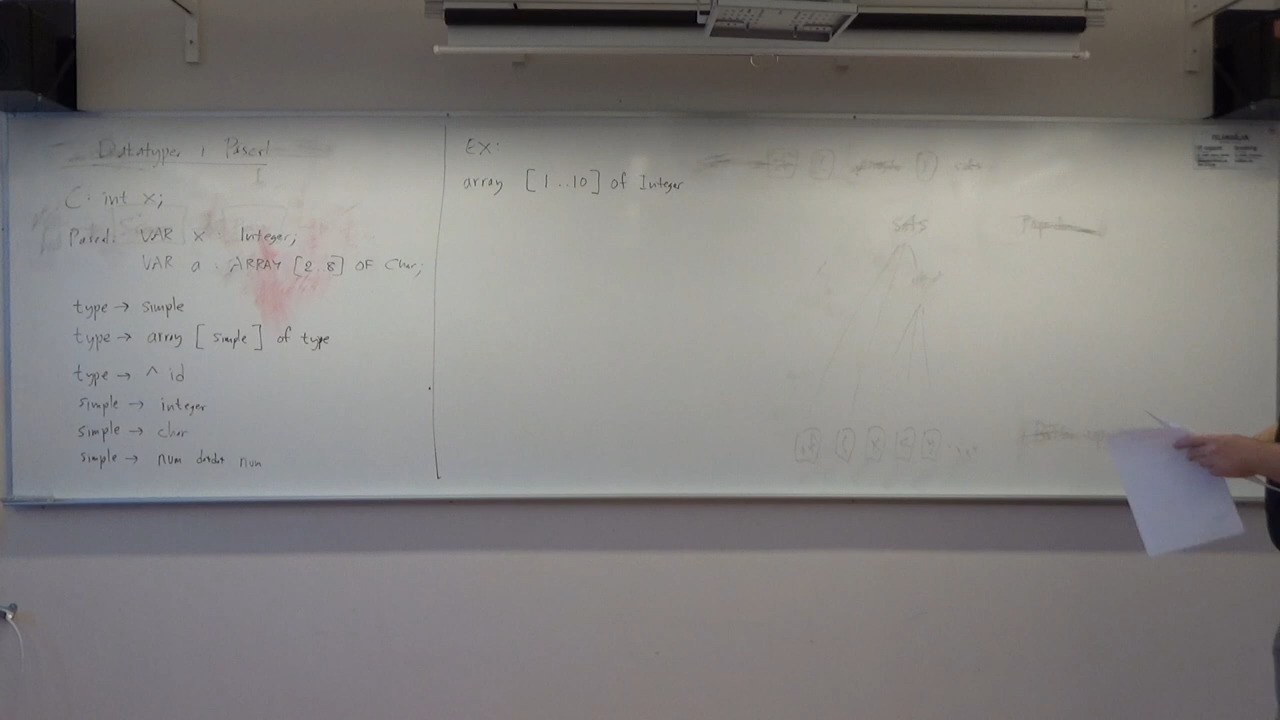 Datatyper i Pascal
C: int x;
Pascal: VAR x : Integer;
VAR a : ARRAY [2..8] OF Char;
type → simple
type → array [ simple ] of type
type → ^ id
simple → integer
simple → char
simple → num dotdot num
EX:
array [1..10] of Integer
sats